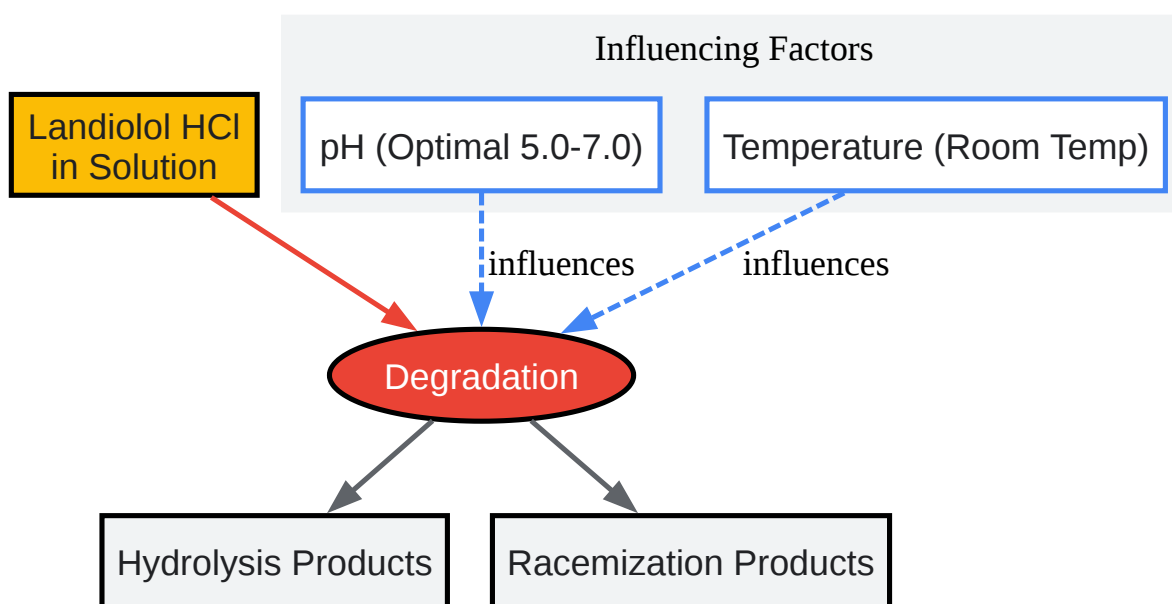 Influencing Factors
Landiolol HCl
in Solution
pH (Optimal 5.0-7.0)
Temperature (Room Temp)
influences
influences
Degradation
Hydrolysis Products
Racemization Products